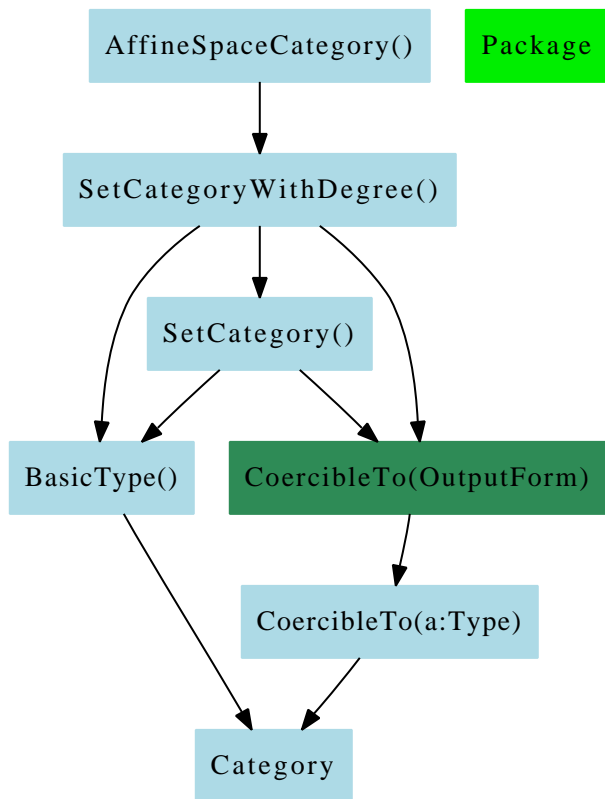 AffineSpaceCategory()
Package
SetCategoryWithDegree()
SetCategory()
BasicType()
CoercibleTo(OutputForm)
CoercibleTo(a:Type)
Category